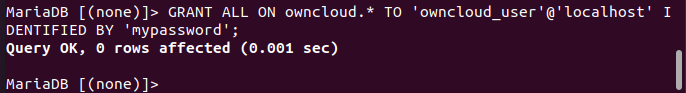 MariaDB [(none)]> GRANT ALL ON owncloud.* TO 'owncloud_user'@'localhost' I
DENTIFIED BY 'mypassword';
Query OK, 0 rows affected (0.001 sec)
MariaDB [(none)]>